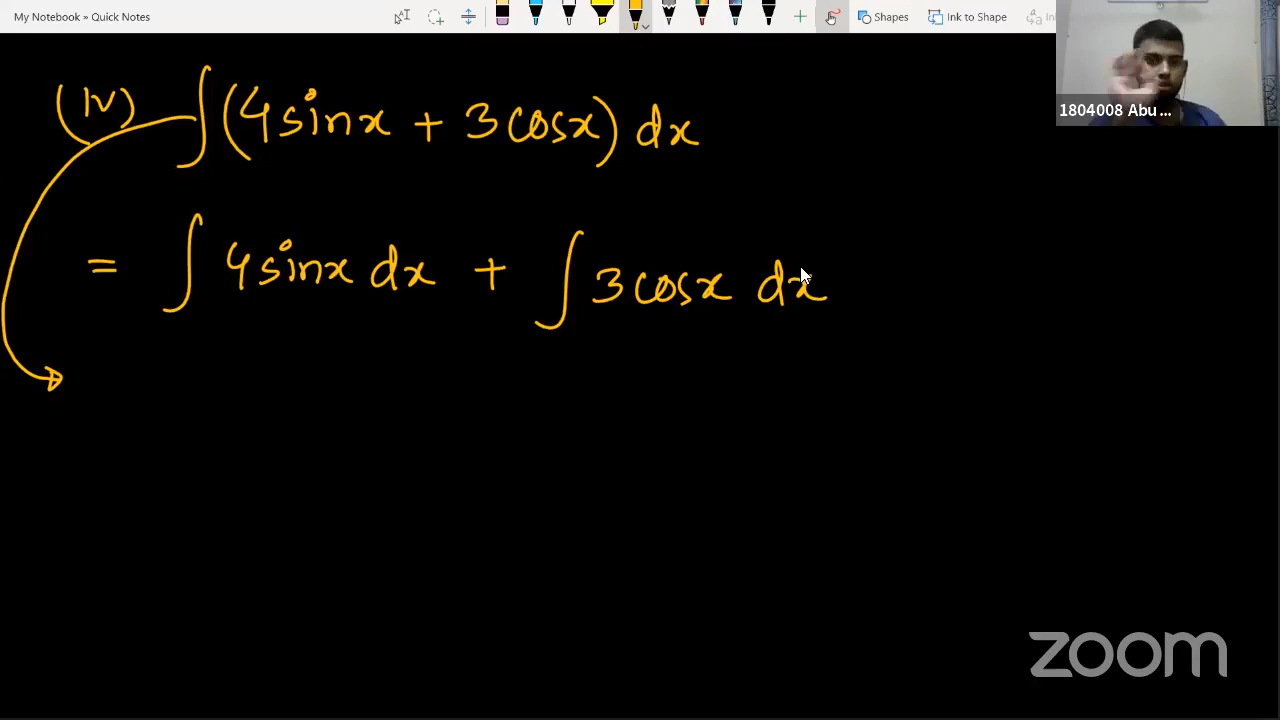 My Notebook » Quick Notes
Shapes
Ink to Shape
1804008 Abu ...
(iv) ∫(4sinx + 3cosx) dx
= ∫ 4sinx dx + ∫ 3cosx dx
zoom